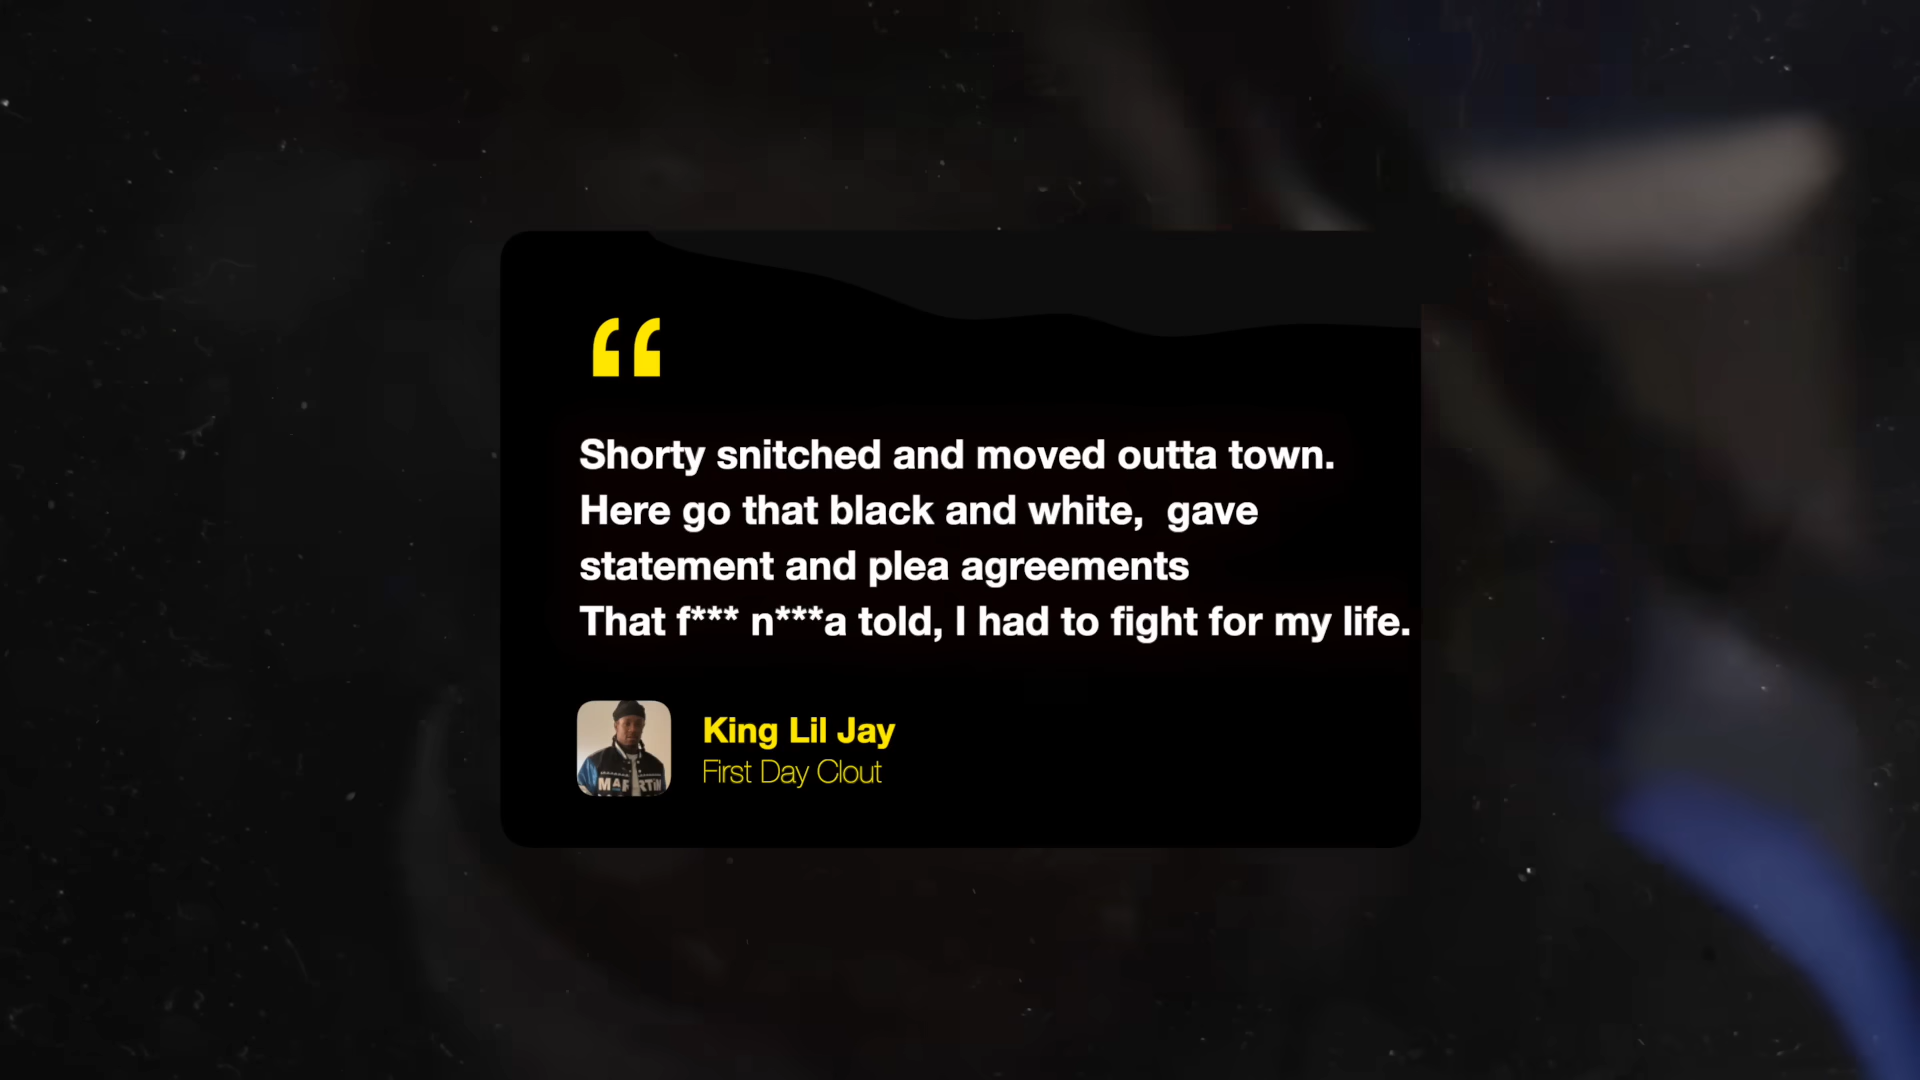 “
Shorty snitched and moved outta town.
Here go that black and white,  gave
statement and plea agreements
That f*** n***a told, I had to fight for my life.
King Lil Jay
First Day Clout
MARTIN